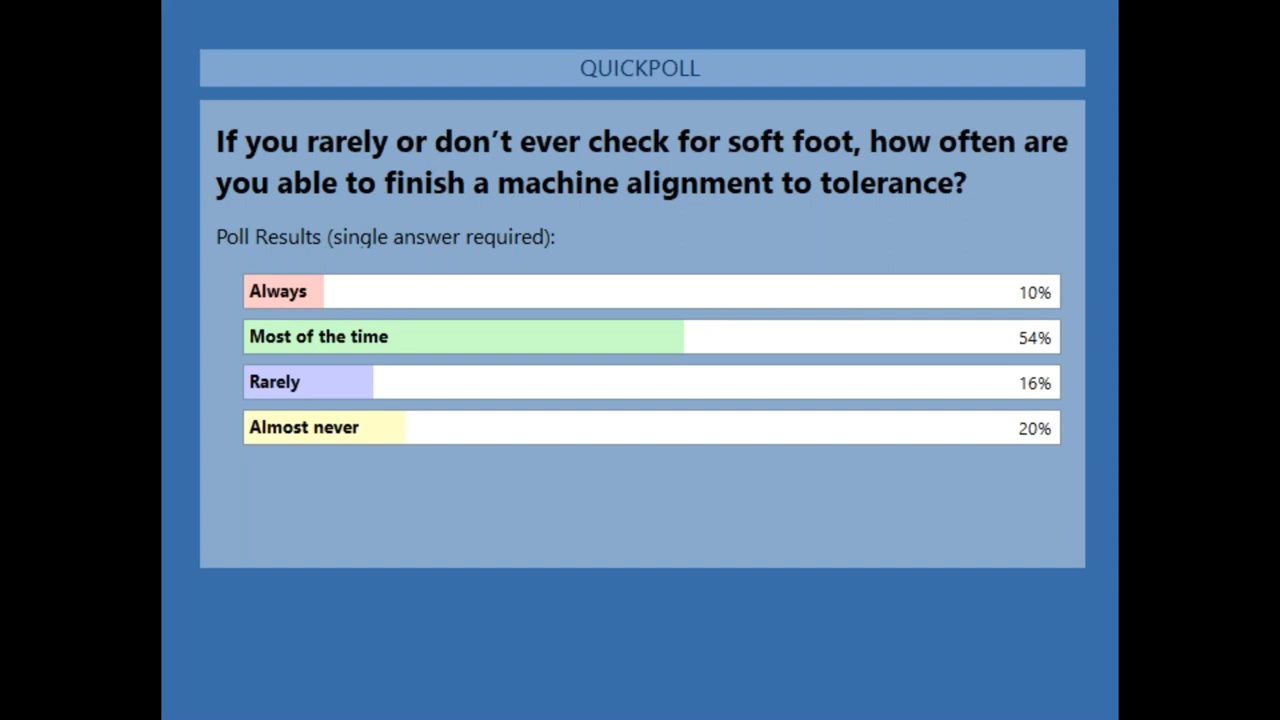 QUICKPOLL
If you rarely or don’t ever check for soft foot, how often are
you able to finish a machine alignment to tolerance?
Poll Results (single answer required):
Always 10%
Most of the time 54%
Rarely 16%
Almost never 20%